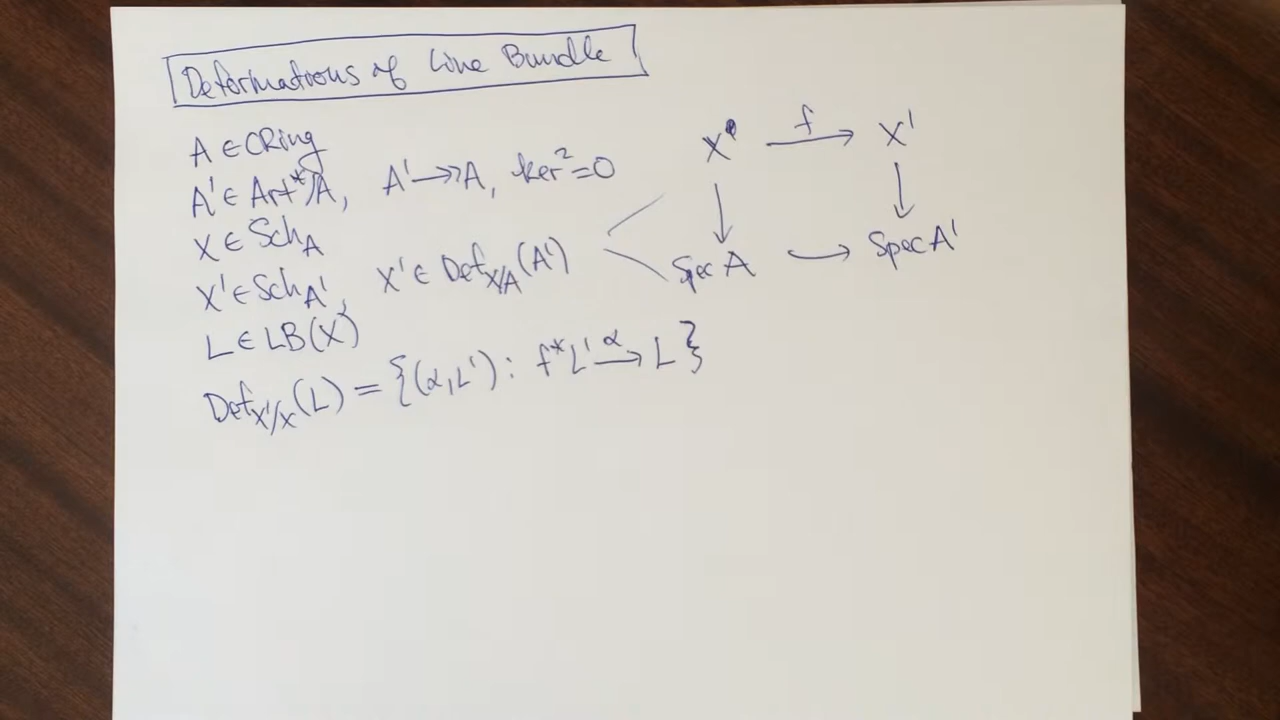 Deformations of Line Bundle
A ∈ CRing
A' ∈ Art*/A, A' ↠ A, ker² = 0
X ∈ Sch_A
X' ∈ Sch_A', X' ∈ Def_X/A(A')
L ∈ LB(X)
Def_X'/X(L) = {(α, L') : f*L' →α L}
X →f X'
Spec A → Spec A'